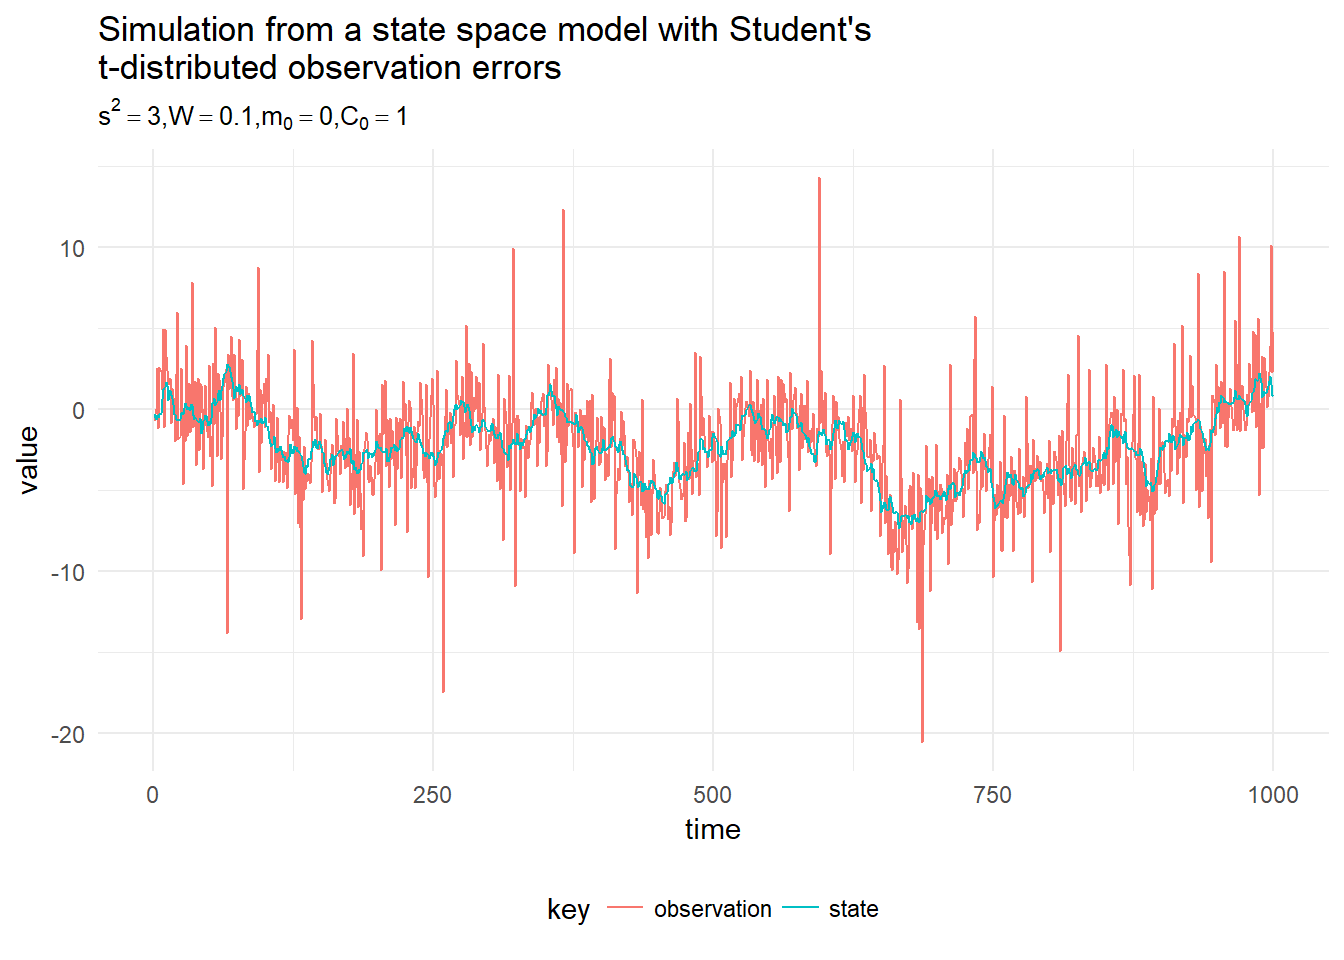 Simulation from a state space model with Student's
t-distributed observation errors
s² = 3,W = 0.1,m₀ = 0,C₀ = 1
10
0
-10
-20
value
0 250 500 750 1000
time
key observation state